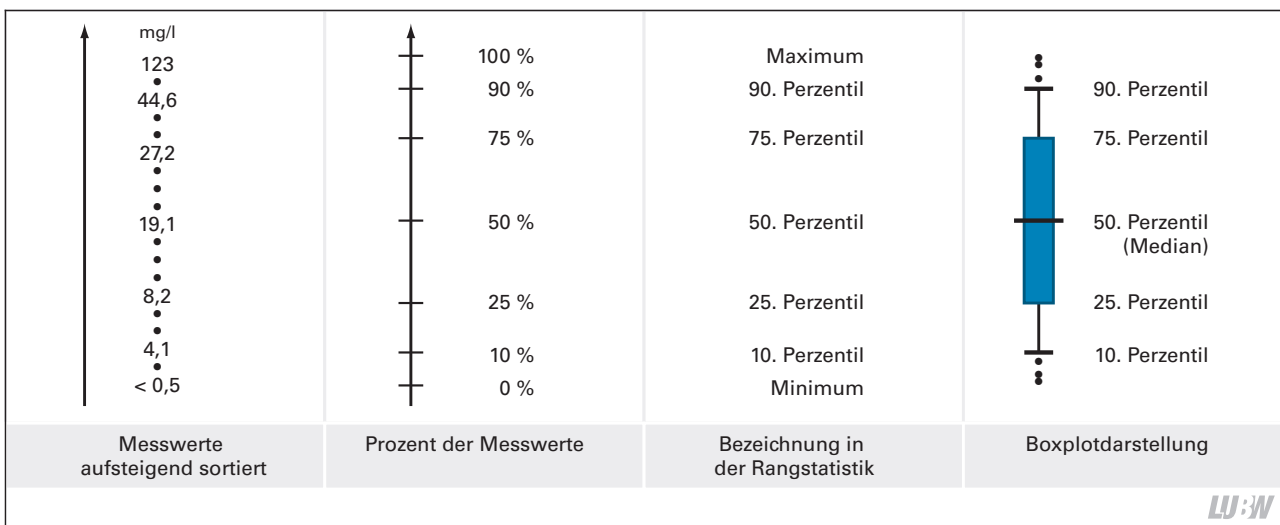 mg/l
123
44,6
27,2
19,1
8,2
4,1
< 0,5
Messwerte
aufsteigend sortiert
100 %
90 %
75 %
50 %
25 %
10 %
0 %
Prozent der Messwerte
Maximum
90. Perzentil
75. Perzentil
50. Perzentil
25. Perzentil
10. Perzentil
Minimum
Bezeichnung in
der Rangstatistik
90. Perzentil
75. Perzentil
50. Perzentil
(Median)
25. Perzentil
10. Perzentil
Boxplotdarstellung
LUBW